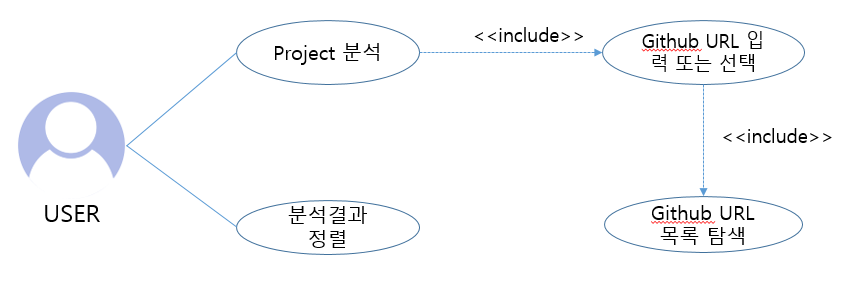 Project 분석
<<include>>
Github URL 입
력 또는 선택
<<include>>
USER
분석결과
정렬
Github URL
목록 탐색